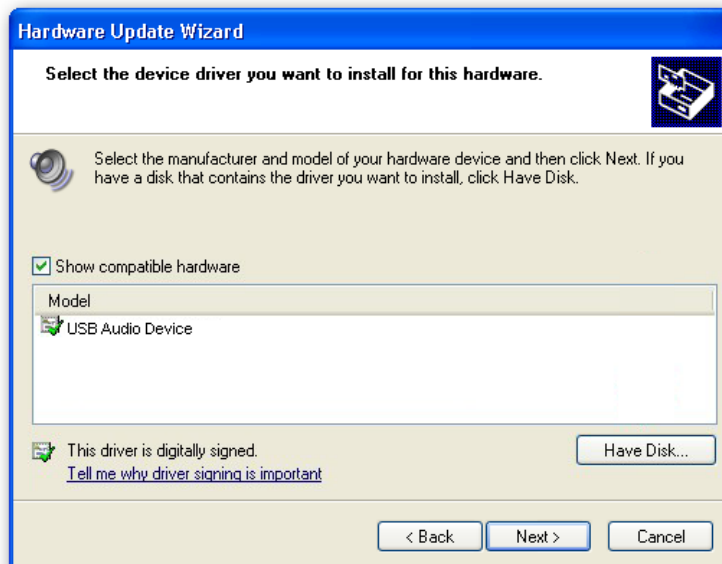 Hardware Update Wizard
Select the device driver you want to install for this hardware.
Select the manufacturer and model of your hardware device and then click Next. If you
have a disk that contains the driver you want to install, click Have Disk.
Show compatible hardware
Model
USB Audio Device
This driver is digitally signed.
Have Disk...
Tell me why driver signing is important
< Back
Next >
Cancel